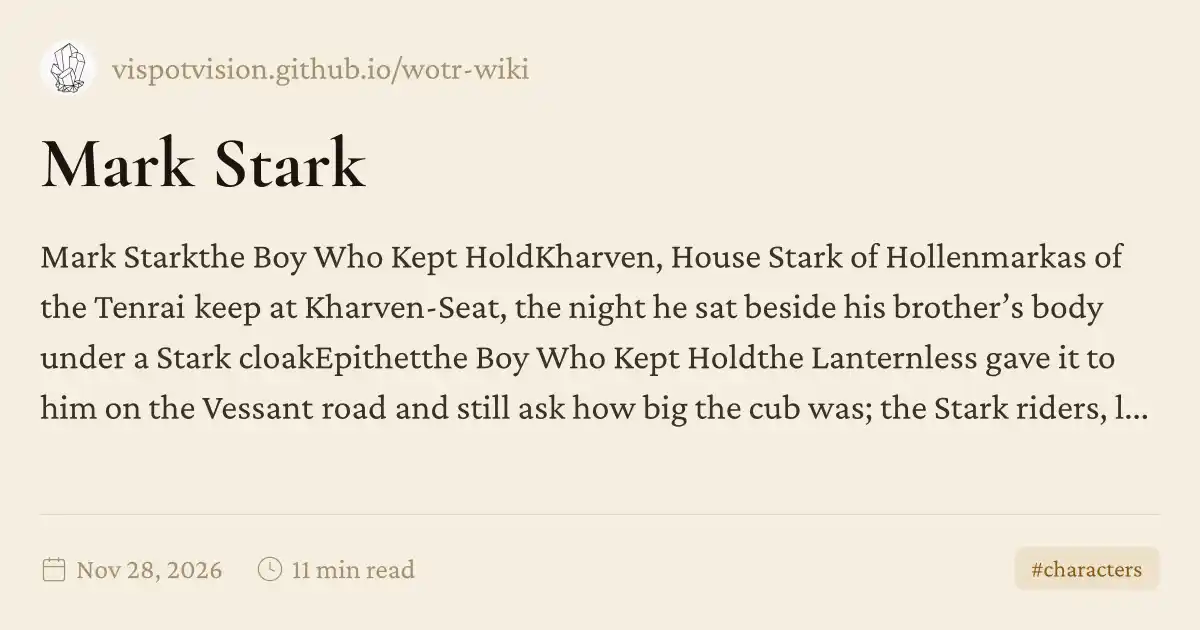 vispotvision.github.io/wotr-wiki
Mark Stark
Mark Starkthe Boy Who Kept HoldKharven, House Stark of Hollenmarkas of
the Tenrai keep at Kharven-Seat, the night he sat beside his brother’s body
under a Stark cloakEpithetthe Boy Who Kept Holdthe Lanternless gave it to
him on the Vessant road and still ask how big the cub was; the Stark riders, l...
Nov 28, 2026
11 min read
#characters